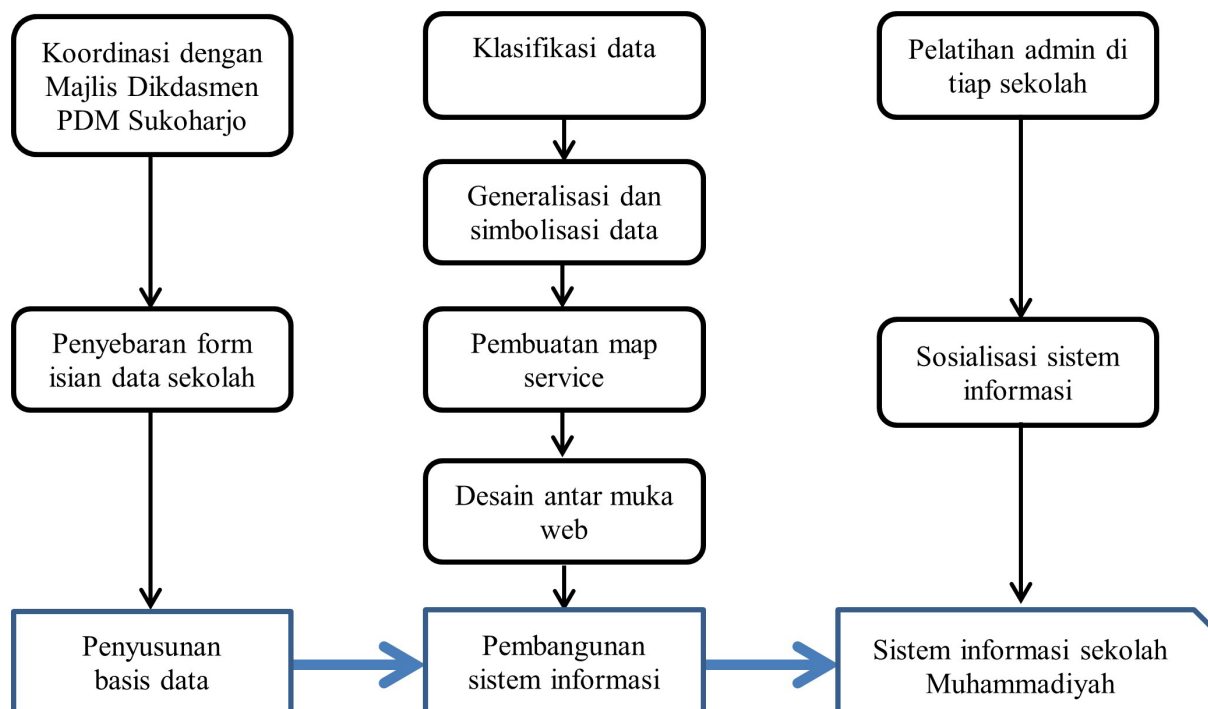 Koordinasi dengan
Majlis Dikdasmen
PDM Sukoharjo
Penyebaran form
isian data sekolah
Penyusunan
basis data
Klasifikasi data
Generalisasi dan
simbolisasi data
Pembuatan map
service
Desain antar muka
web
Pembangunan
sistem informasi
Pelatihan admin di
tiap sekolah
Sosialisasi sistem
informasi
Sistem informasi sekolah
Muhammadiyah